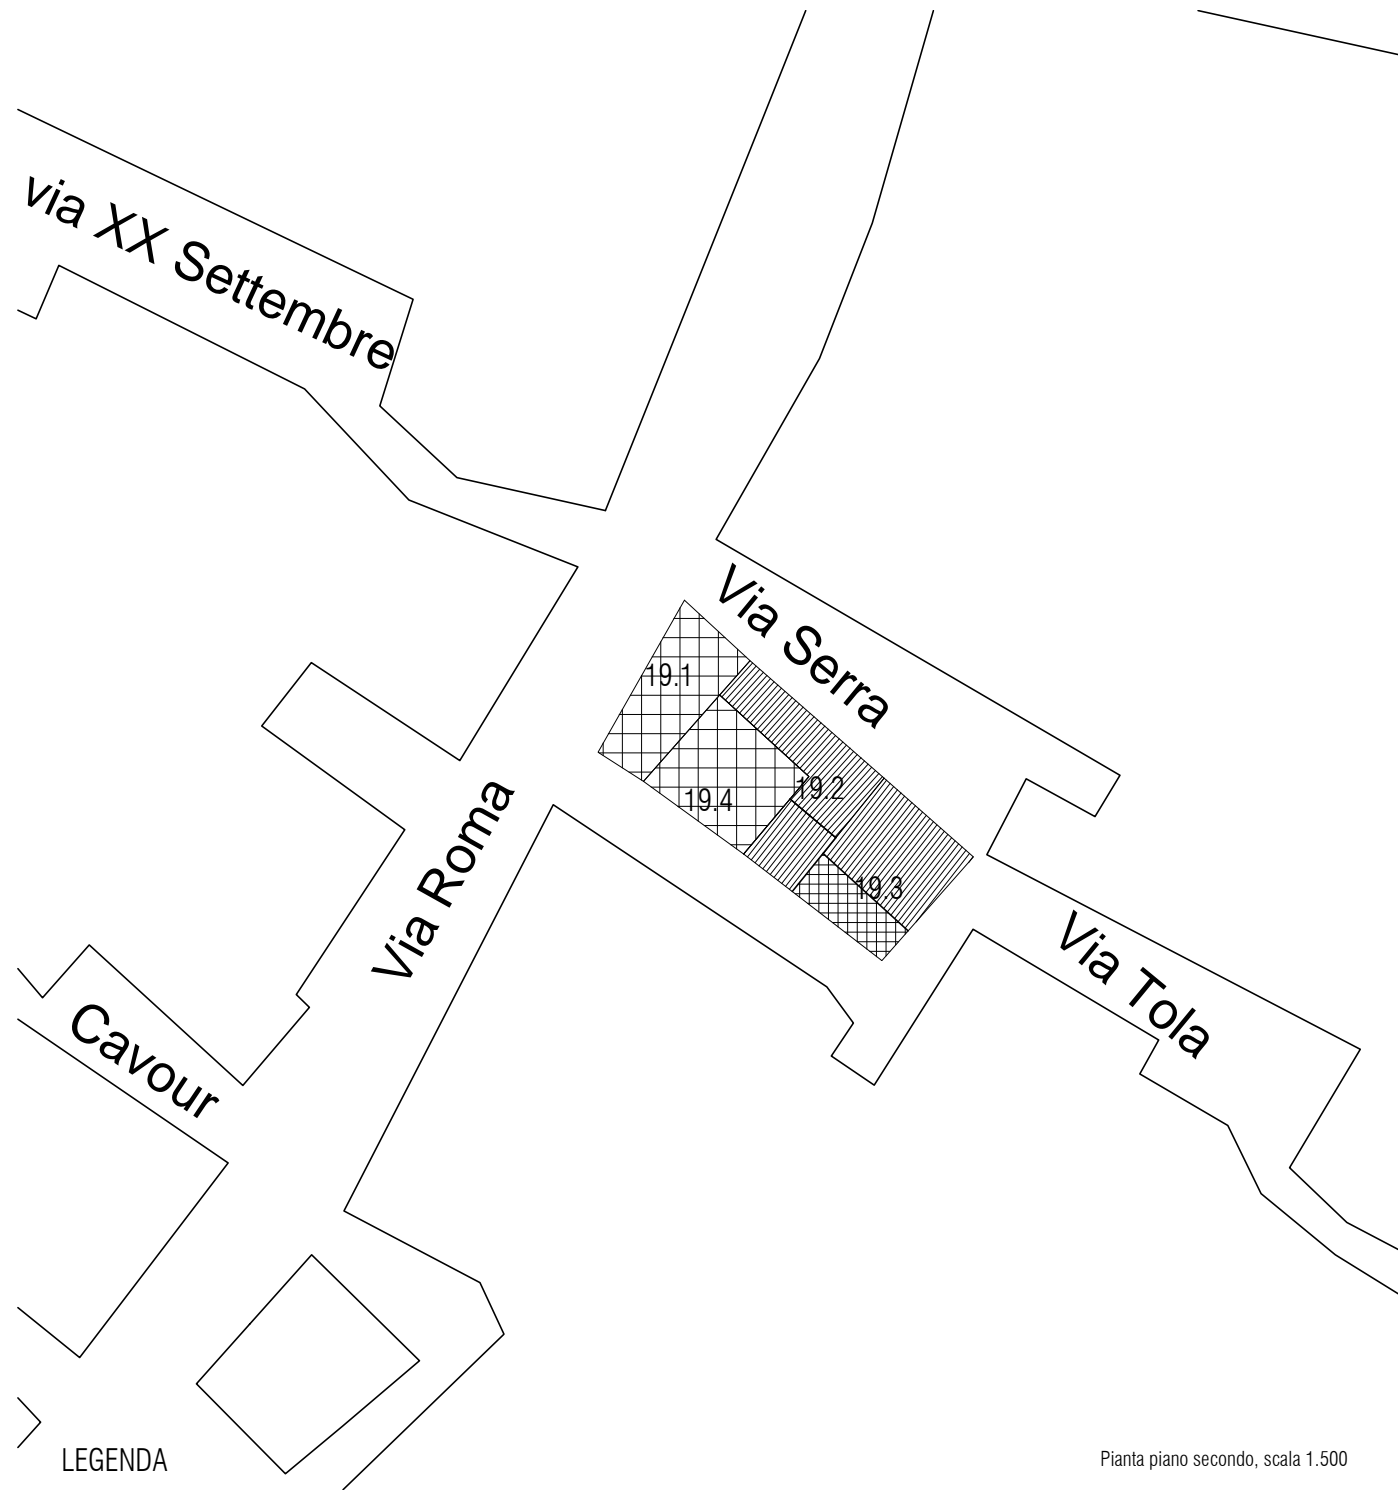 via XX Settembre
Via Serra
19.1
19.2
19.4
19.3
Via Roma
Via Tola
Cavour
LEGENDA
Pianta piano secondo, scala 1.500